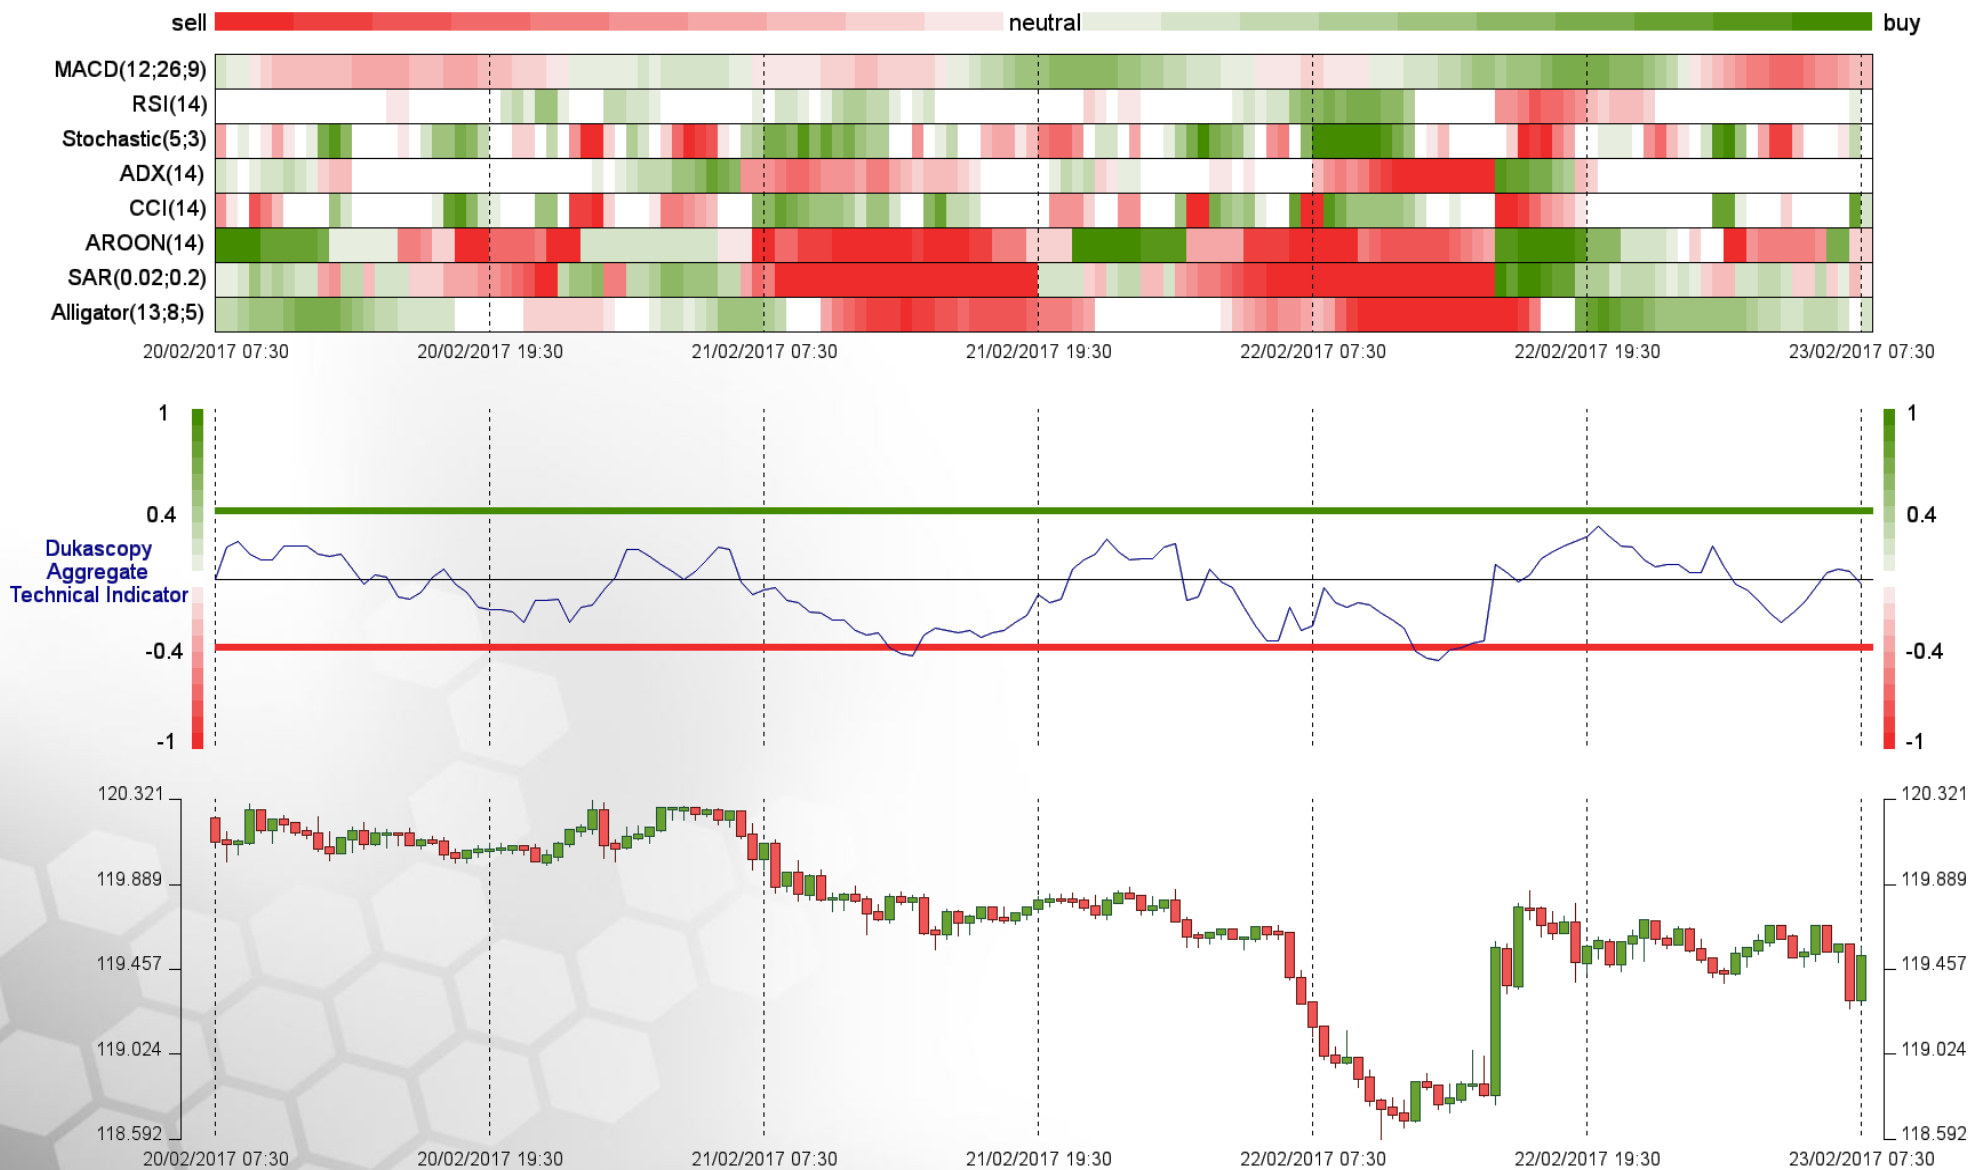 sell neutral buy
MACD(12;26;9)
RSI(14)
Stochastic(5;3)
ADX(14)
CCI(14)
AROON(14)
SAR(0.02;0.2)
Alligator(13;8;5)
20/02/2017 07:30 20/02/2017 19:30 21/02/2017 07:30 21/02/2017 19:30 22/02/2017 07:30 22/02/2017 19:30 23/02/2017 07:30
1 1
0.4 0.4
Dukascopy
Aggregate
Technical Indicator
-0.4 -0.4
-1 -1
120.321 120.321
119.889 119.889
119.457 119.457
119.024 119.024
118.592 118.592
20/02/2017 07:30 20/02/2017 19:30 21/02/2017 07:30 21/02/2017 19:30 22/02/2017 07:30 22/02/2017 19:30 23/02/2017 07:30